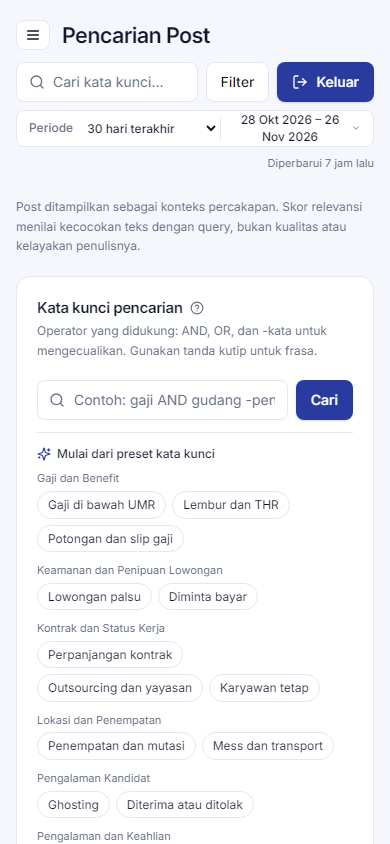 Pencarian Post
Cari kata kunci...
Filter
Keluar
Periode
30 hari terakhir
28 Okt 2026 – 26
Nov 2026
Diperbarui 7 jam lalu
Post ditampilkan sebagai konteks percakapan. Skor relevansi
menilai kecocokan teks dengan query, bukan kualitas atau
kelayakan penulisnya.
Kata kunci pencarian
Operator yang didukung: AND, OR, dan -kata untuk
mengecualikan. Gunakan tanda kutip untuk frasa.
Contoh: gaji AND gudang -pen
Cari
Mulai dari preset kata kunci
Gaji dan Benefit
Gaji di bawah UMR
Lembur dan THR
Potongan dan slip gaji
Keamanan dan Penipuan Lowongan
Lowongan palsu
Diminta bayar
Kontrak dan Status Kerja
Perpanjangan kontrak
Outsourcing dan yayasan
Karyawan tetap
Lokasi dan Penempatan
Penempatan dan mutasi
Mess dan transport
Pengalaman Kandidat
Ghosting
Diterima atau ditolak
Pengalaman dan Keahlian